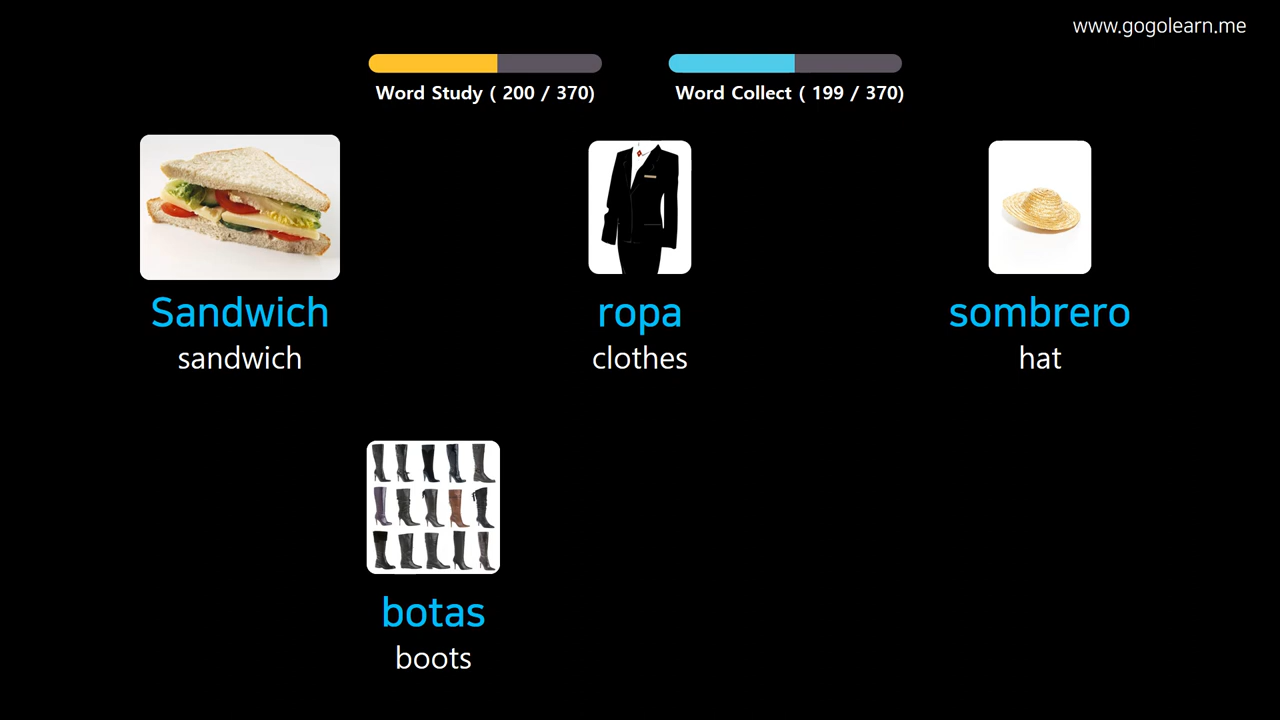 www.gogolearn.me
Word Study ( 200 / 370)
Word Collect ( 199 / 370)
Sandwich
sandwich
ropa
clothes
sombrero
hat
botas
boots